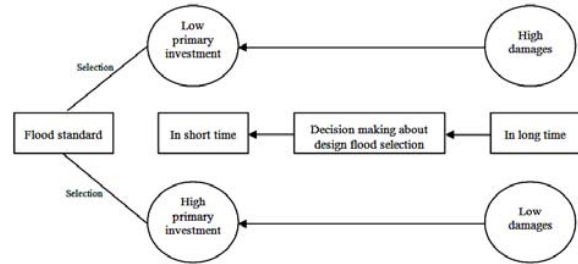 Low
primary
investment
High
damages
Selection
Flood standard
In short time
Decision making about
design flood selection
In long time
Selection
High
primary
investment
Low
damages